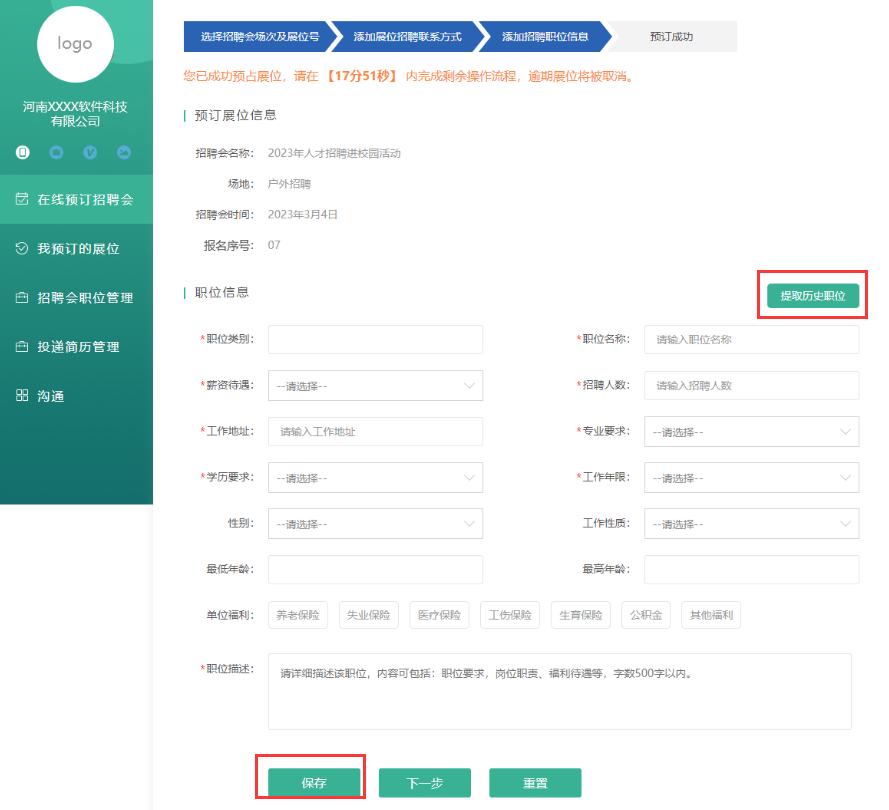 logo
河南XXXX软件科技
有限公司
在线预订招聘会
我预订的展位
招聘会职位管理
投递简历管理
沟通
选择招聘会场次及展位号 添加展位招聘联系方式 添加招聘职位信息 预订成功
您已成功预占展位，请在 【17分51秒】 内完成剩余操作流程，逾期展位将被取消。
预订展位信息
招聘会名称： 2023年人才招聘进校园活动
场地： 户外招聘
招聘会时间： 2023年3月4日
报名序号： 07
职位信息 提取历史职位
*职位类别： *职位名称： 请输入职位名称
*薪资待遇： --请选择-- *招聘人数： 请输入招聘人数
*工作地址： 请输入工作地址 *专业要求： --请选择--
*学历要求： --请选择-- *工作年限： --请选择--
性别： --请选择-- 工作性质： --请选择--
最低年龄： 最高年龄：
单位福利： 养老保险 失业保险 医疗保险 工伤保险 生育保险 公积金 其他福利
*职位描述： 请详细描述该职位，内容可包括：职位要求，岗位职责、福利待遇等，字数500字以内。
保存 下一步 重置